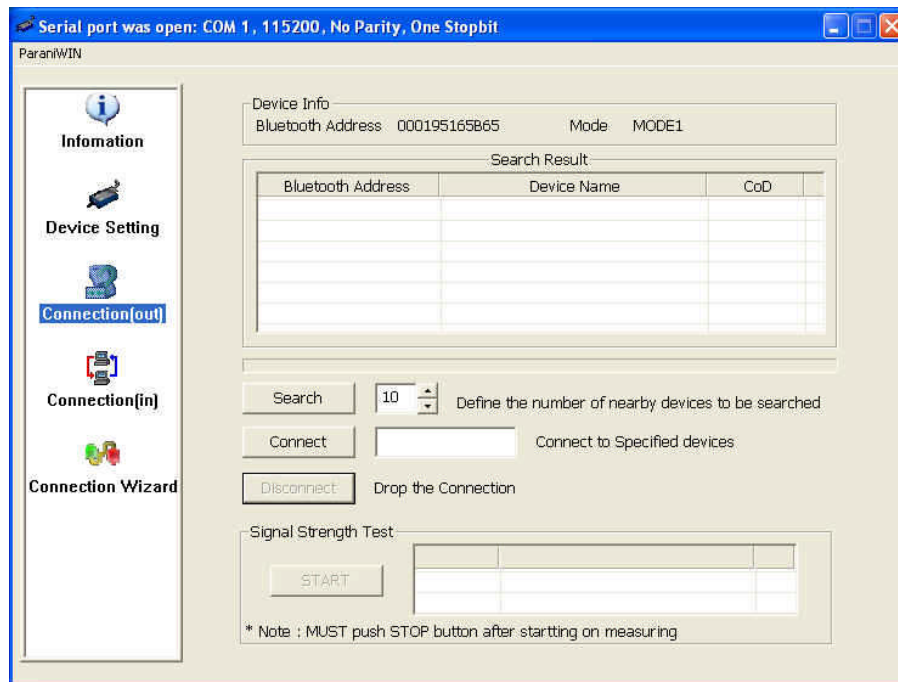 Serial port was open: COM 1, 115200, No Parity, One Stopbit
ParaniWIN
Infomation
Device Setting
Connection(out)
Connection(in)
Connection Wizard
Device Info
Bluetooth Address 000195165B65 Mode MODE1
Search Result
Bluetooth Address Device Name CoD
Search 10 Define the number of nearby devices to be searched
Connect Connect to Specified devices
Disconnect Drop the Connection
Signal Strength Test
START
* Note : MUST push STOP button after startting on measuring